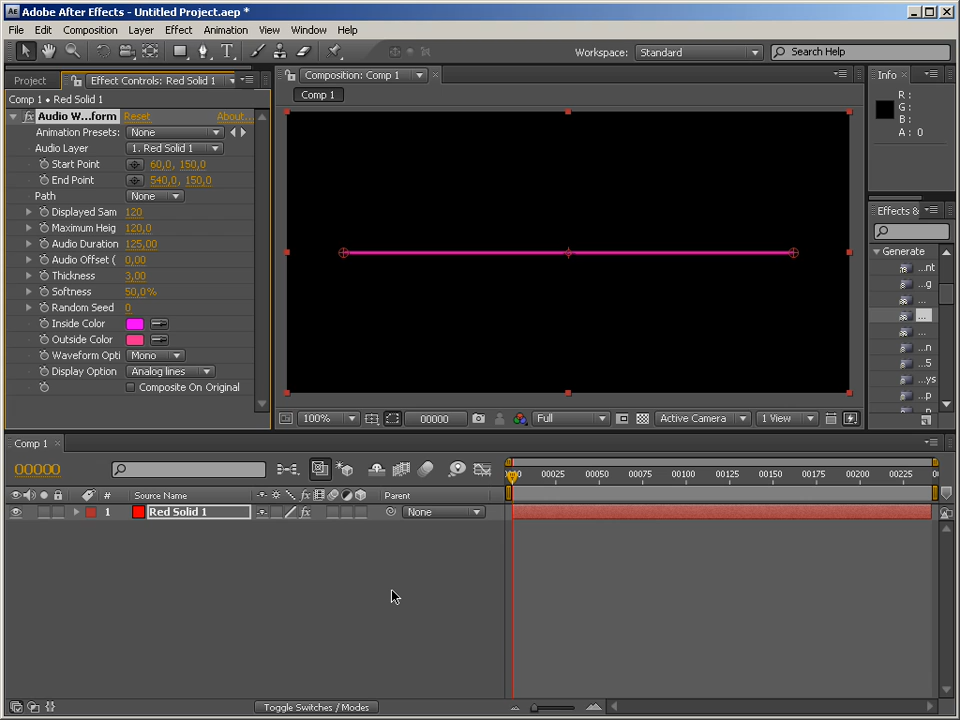 Adobe After Effects - Untitled Project.aep *
File Edit Composition Layer Effect Animation View Window Help
Workspace: Standard Search Help
Project Effect Controls: Red Solid 1
Comp 1 • Red Solid 1
fx Audio W...form Reset About...
Animation Presets: None
Audio Layer 1. Red Solid 1
Start Point 60,0, 150,0
End Point 540,0, 150,0
Path None
Displayed Sam 120
Maximum Heig 120,0
Audio Duration 125,00
Audio Offset ( 0,00
Thickness 3,00
Softness 50,0%
Random Seed 0
Inside Color
Outside Color
Waveform Opti Mono
Display Option Analog lines
Composite On Original
Composition: Comp 1
Comp 1
100% 00000 Full Active Camera 1 View
Info
R :
G :
B :
A : 0
Effects &
Generate
...nt
...g
...
...
...
...n
...5
...ys
...p
Comp 1
00000
# Source Name fx Parent
1 Red Solid 1 fx None
00025 00050 00075 00100 00125 00150 00175 00200 00225
Toggle Switches / Modes